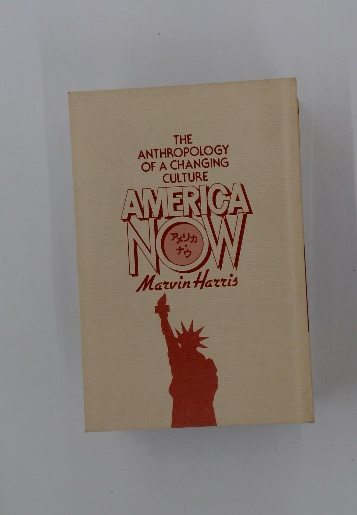 THE
ANTHROPOLOGY
OF A CHANGING
CULTURE
AMERICA
NOW
アメリカ
・
ナウ
Marvin Harris